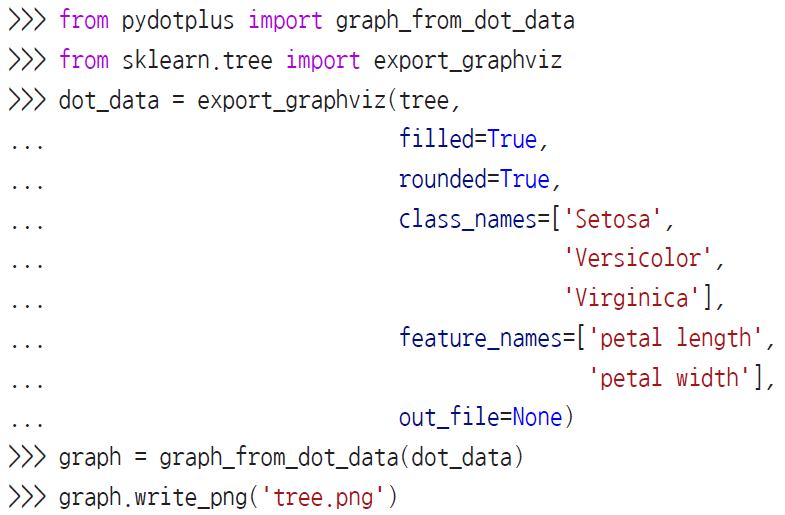 >>> from pydotplus import graph_from_dot_data
>>> from sklearn.tree import export_graphviz
>>> dot_data = export_graphviz(tree,
...                            filled=True,
...                            rounded=True,
...                            class_names=['Setosa',
...                                         'Versicolor',
...                                         'Virginica'],
...                            feature_names=['petal length',
...                                           'petal width'],
...                            out_file=None)
>>> graph = graph_from_dot_data(dot_data)
>>> graph.write_png('tree.png')